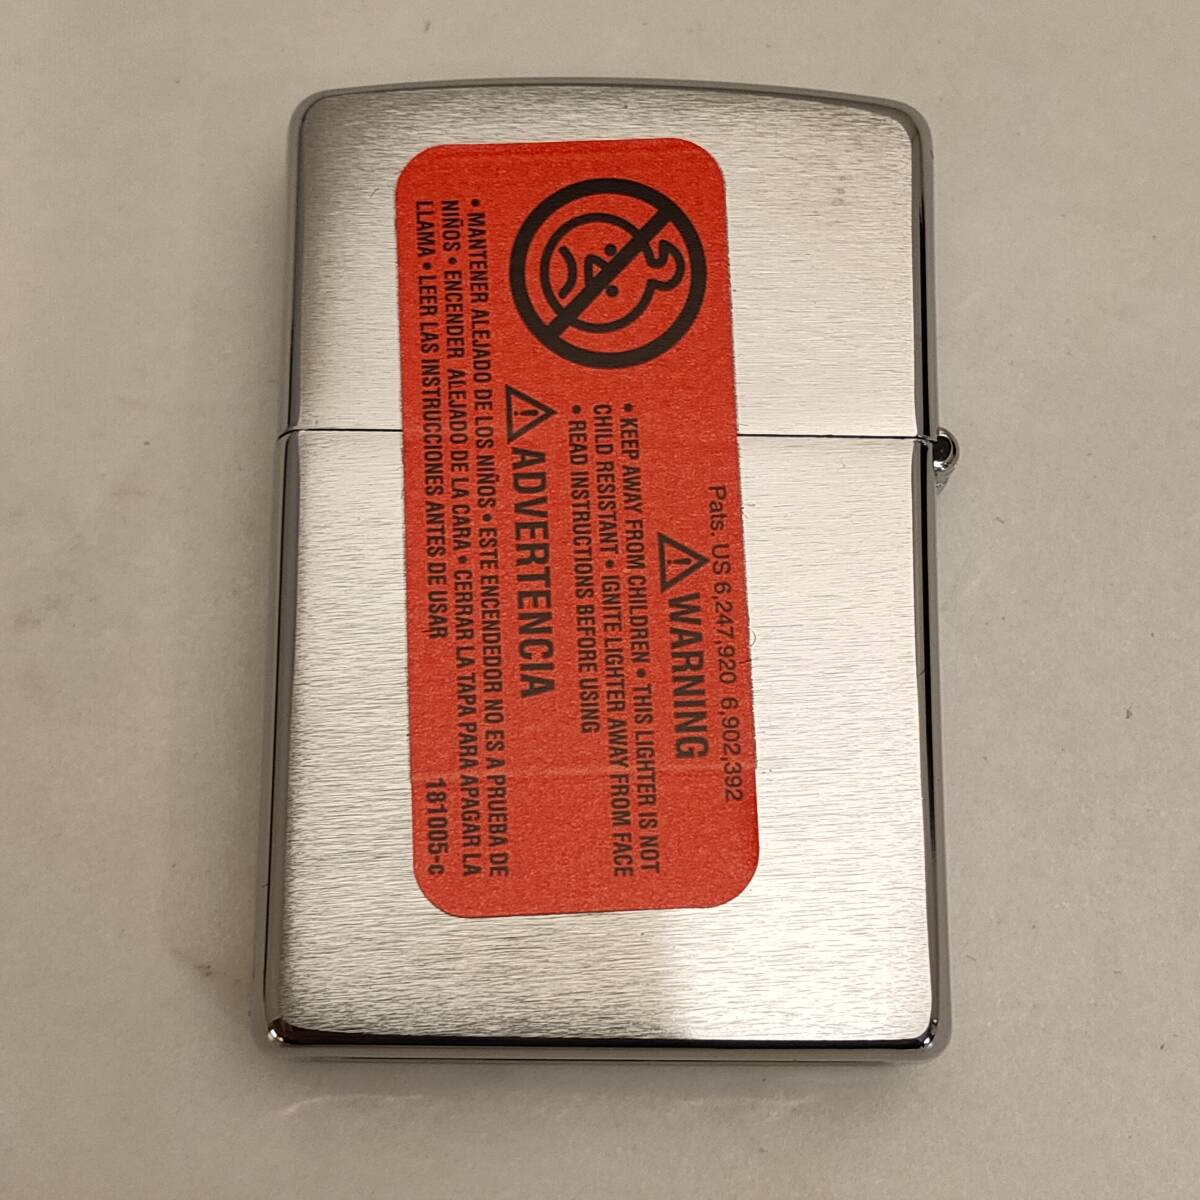 Pats. US 6,247,920 6,902,392
WARNING
• KEEP AWAY FROM CHILDREN • THIS LIGHTER IS NOT
CHILD RESISTANT • IGNITE LIGHTER AWAY FROM FACE
• READ INSTRUCTIONS BEFORE USING
ADVERTENCIA
• MANTENER ALEJADO DE LOS NIÑOS • ESTE ENCENDEDOR NO ES A PRUEBA DE
NIÑOS • ENCENDER ALEJADO DE LA CARA • CERRAR LA TAPA PARA APAGAR LA
LLAMA • LEER LAS INSTRUCCIONES ANTES DE USAR
181005-c